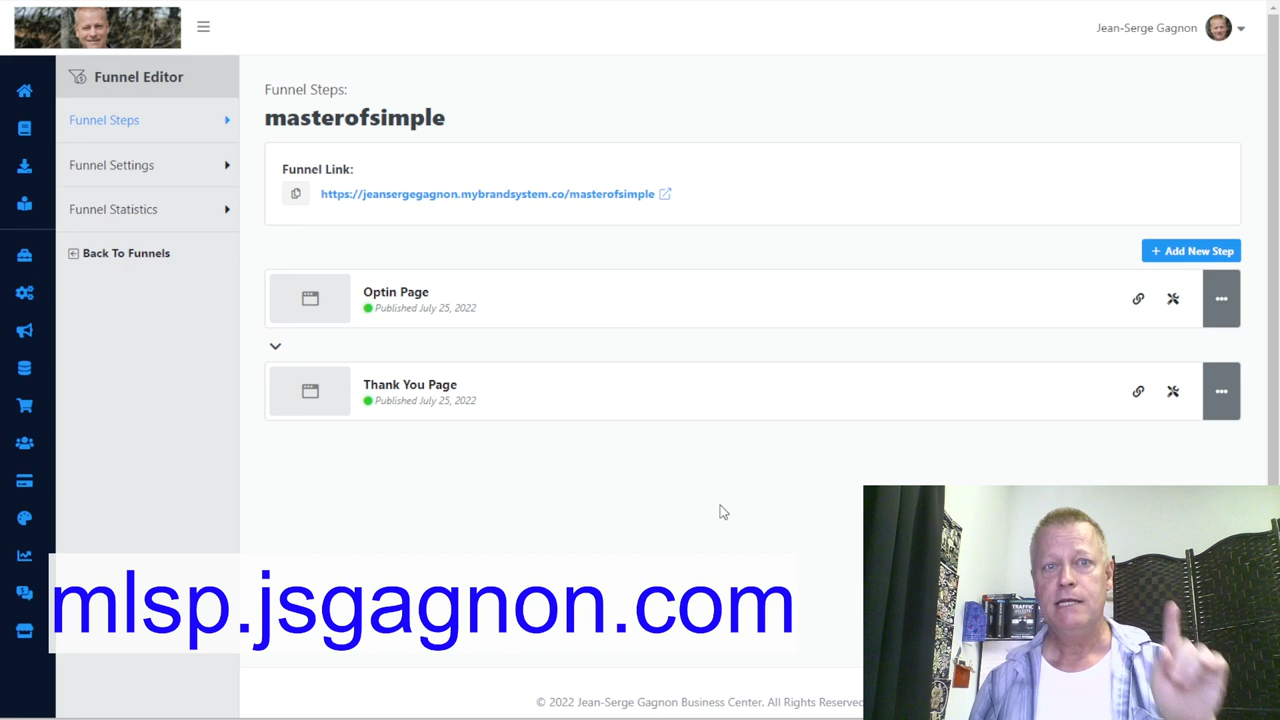 Jean-Serge Gagnon
Funnel Editor
Funnel Steps
Funnel Settings
Funnel Statistics
Back To Funnels
Funnel Steps:
masterofsimple
Funnel Link:
https://jeansergegagnon.mybrandsystem.co/masterofsimple
+ Add New Step
Optin Page
Published July 25, 2022
Thank You Page
Published July 25, 2022
mlsp.jsgagnon.com
TRAFFIC
© 2022 Jean-Serge Gagnon Business Center. All Rights Reserved